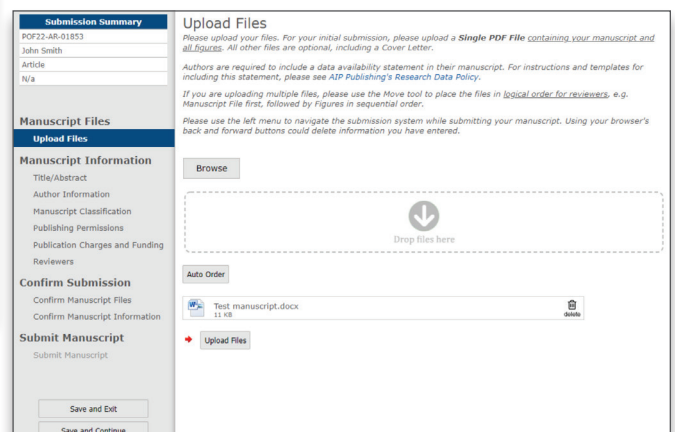 Submission Summary
POF22-AR-01853
John Smith
Article
N/a
Manuscript Files
Upload Files
Manuscript Information
Title/Abstract
Author Information
Manuscript Classification
Publishing Permissions
Publication Charges and Funding
Reviewers
Confirm Submission
Confirm Manuscript Files
Confirm Manuscript Information
Submit Manuscript
Submit Manuscript
Save and Exit
Save and Continue
Upload Files
Please upload your files. For your initial submission, please upload a Single PDF File containing your manuscript and
all figures. All other files are optional, including a Cover Letter.
Authors are required to include a data availability statement in their manuscript. For instructions and templates for
including this statement, please see AIP Publishing's Research Data Policy.
If you are uploading multiple files, please use the Move tool to place the files in logical order for reviewers, e.g.
Manuscript File first, followed by Figures in sequential order.
Please use the left menu to navigate the submission system while submitting your manuscript. Using your browser's
back and forward buttons could delete information you have entered.
Browse
Drop files here
Auto Order
Test manuscript.docx
11 KB
delete
Upload Files